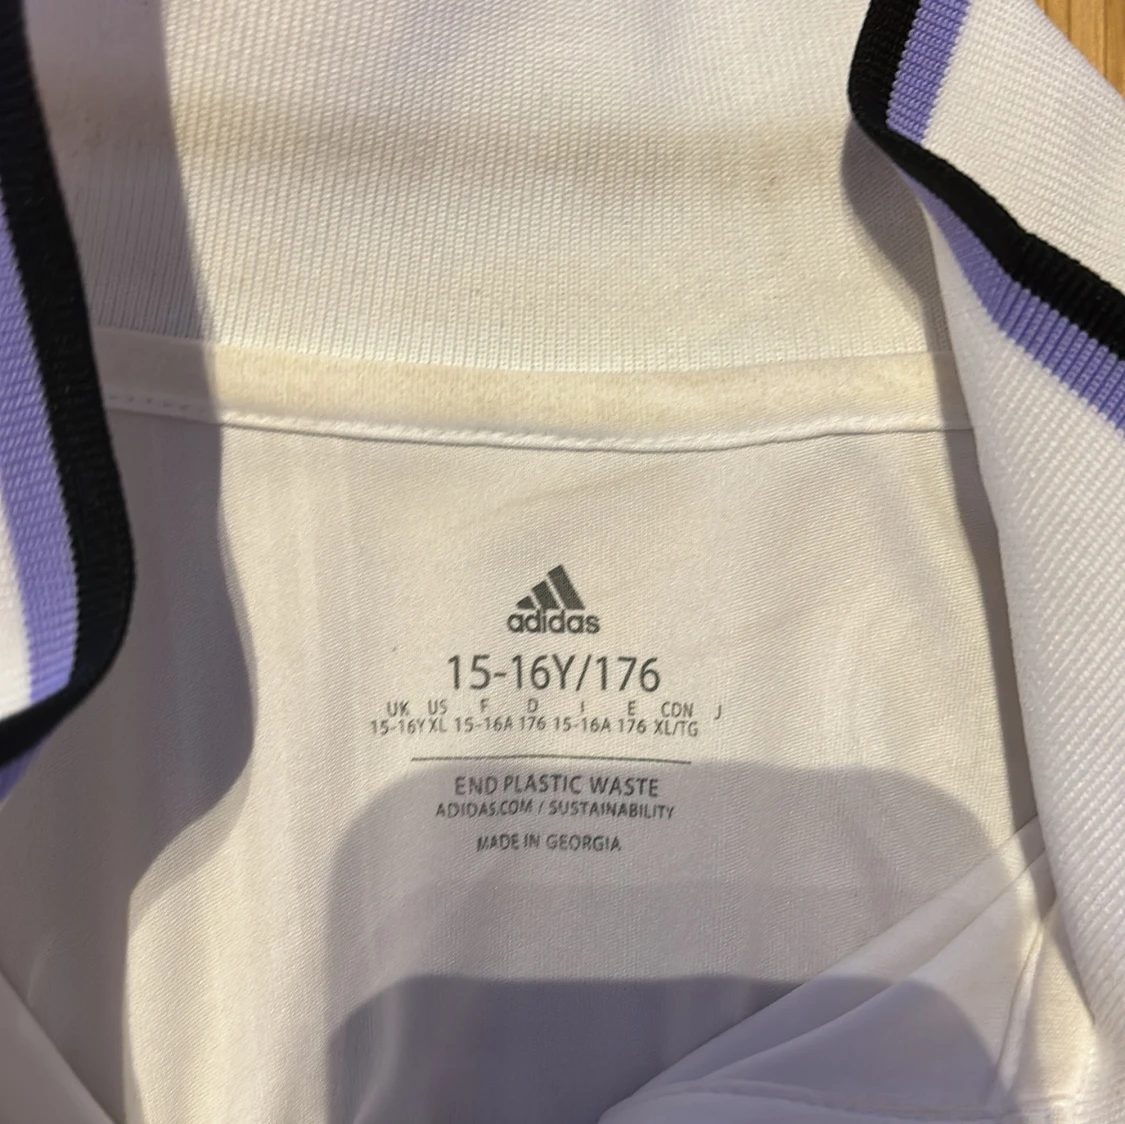 adidas
15-16Y/176
UK US F D I E CDN J
15-16Y XL 15-16A 176 15-16A 176 XL/TG
END PLASTIC WASTE
ADIDAS.COM / SUSTAINABILITY
MADE IN GEORGIA